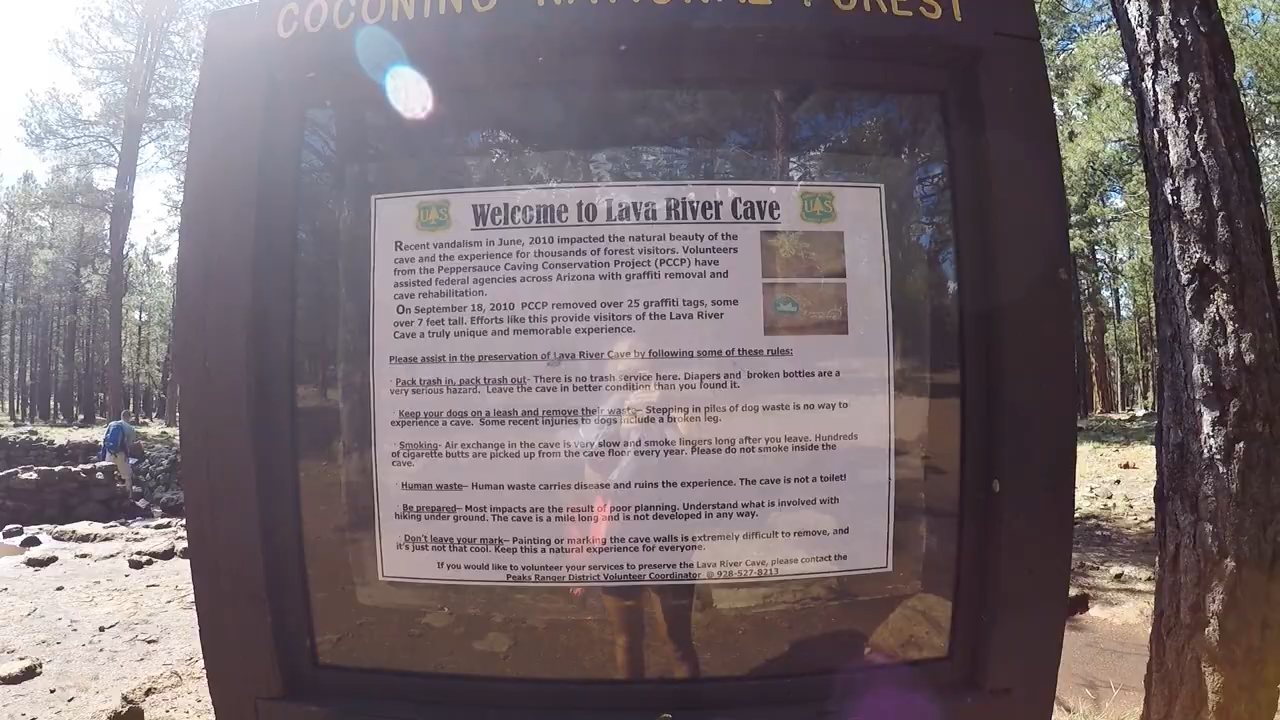 COCONINO NATIONAL FOREST
UAS Welcome to Lava River Cave UAS
Recent vandalism in June, 2010 impacted the natural beauty of the
cave and the experience for thousands of forest visitors. Volunteers
from the Peppersauce Caving Conservation Project (PCCP) have
assisted federal agencies across Arizona with graffiti removal and
cave rehabilitation.
On September 18, 2010 PCCP removed over 25 graffiti tags, some
over 7 feet tall. Efforts like this provide visitors of the Lava River
Cave a truly unique and memorable experience.
Please assist in the preservation of Lava River Cave by following some of these rules:
· Pack trash in, pack trash out- There is no trash service here. Diapers and broken bottles are a
very serious hazard. Leave the cave in better condition than you found it.
· Keep your dogs on a leash and remove their waste— Stepping in piles of dog waste is no way to
experience a cave. Some recent injuries to dogs include a broken leg.
· Smoking- Air exchange in the cave is very slow and smoke lingers long after you leave. Hundreds
of cigarette butts are picked up from the cave floor every year. Please do not smoke inside the
cave.
· Human waste— Human waste carries disease and ruins the experience. The cave is not a toilet!
· Be prepared— Most impacts are the result of poor planning. Understand what is involved with
hiking under ground. The cave is a mile long and is not developed in any way.
· Don't leave your mark— Painting or marking the cave walls is extremely difficult to remove, and
it's just not that cool. Keep this a natural experience for everyone.
If you would like to volunteer your services to preserve the Lava River Cave, please contact the
Peaks Ranger District Volunteer Coordinator @ 928-527-8213